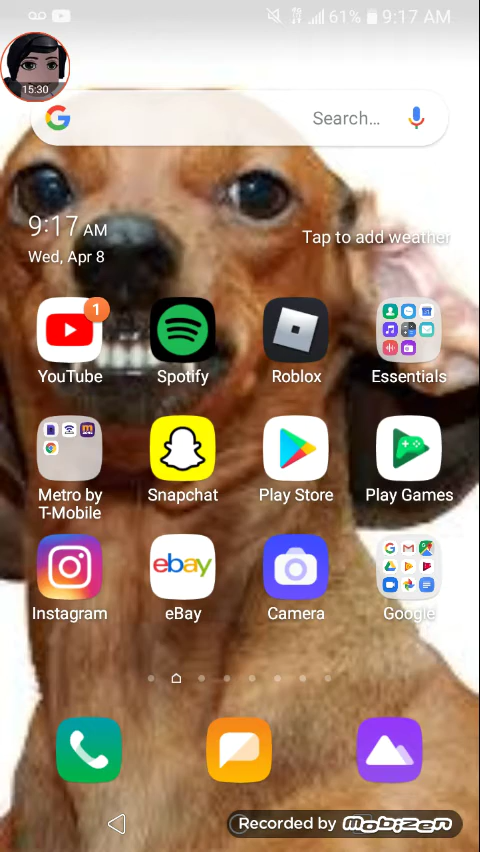 61% 9:17 AM
15:30
Search...
9:17 AM
Wed, Apr 8
Tap to add weather
1
YouTube
Spotify
Roblox
Essentials
Metro by
T-Mobile
Snapchat
Play Store
Play Games
ebay
Instagram
eBay
Camera
Google
Recorded by mobizen